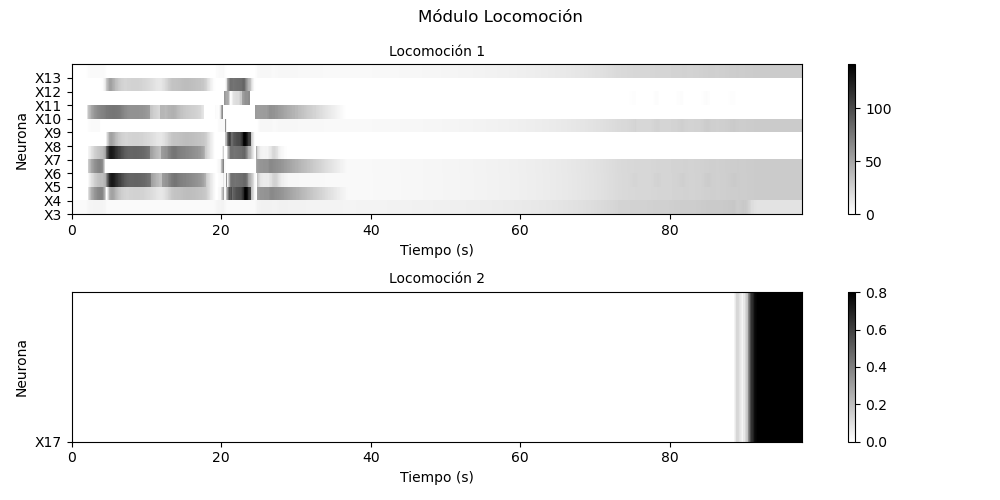 Módulo Locomoción
Locomoción 1
Neurona
X13
X12
X11
X10
X9
X8
X7
X6
X5
X4
X3
0 20 40 60 80
Tiempo (s)
100
50
0
Locomoción 2
Neurona
X17
0 20 40 60 80
Tiempo (s)
0.8
0.6
0.4
0.2
0.0